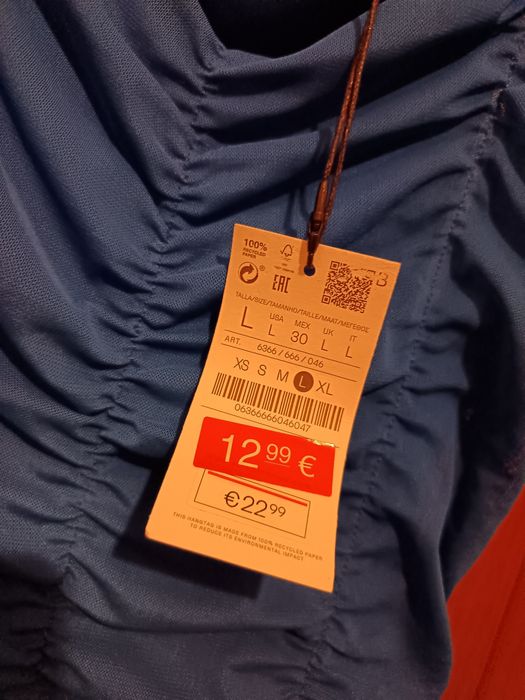 100%
RECYCLED
PAPER
EAC
TALLA/SIZE/TAMANHO/TAILLE/MAAT/ΜΕΓΕΘΟΣ
L
USA
L
MEX
30
UK
L
IT
L
ART. 6366/666/046
XS S M L XL
06366666046047
12 99 €
€22 99
THIS HANGTAG IS MADE FROM 100% RECYCLED PAPER
TO REDUCE ITS ENVIRONMENTAL IMPACT